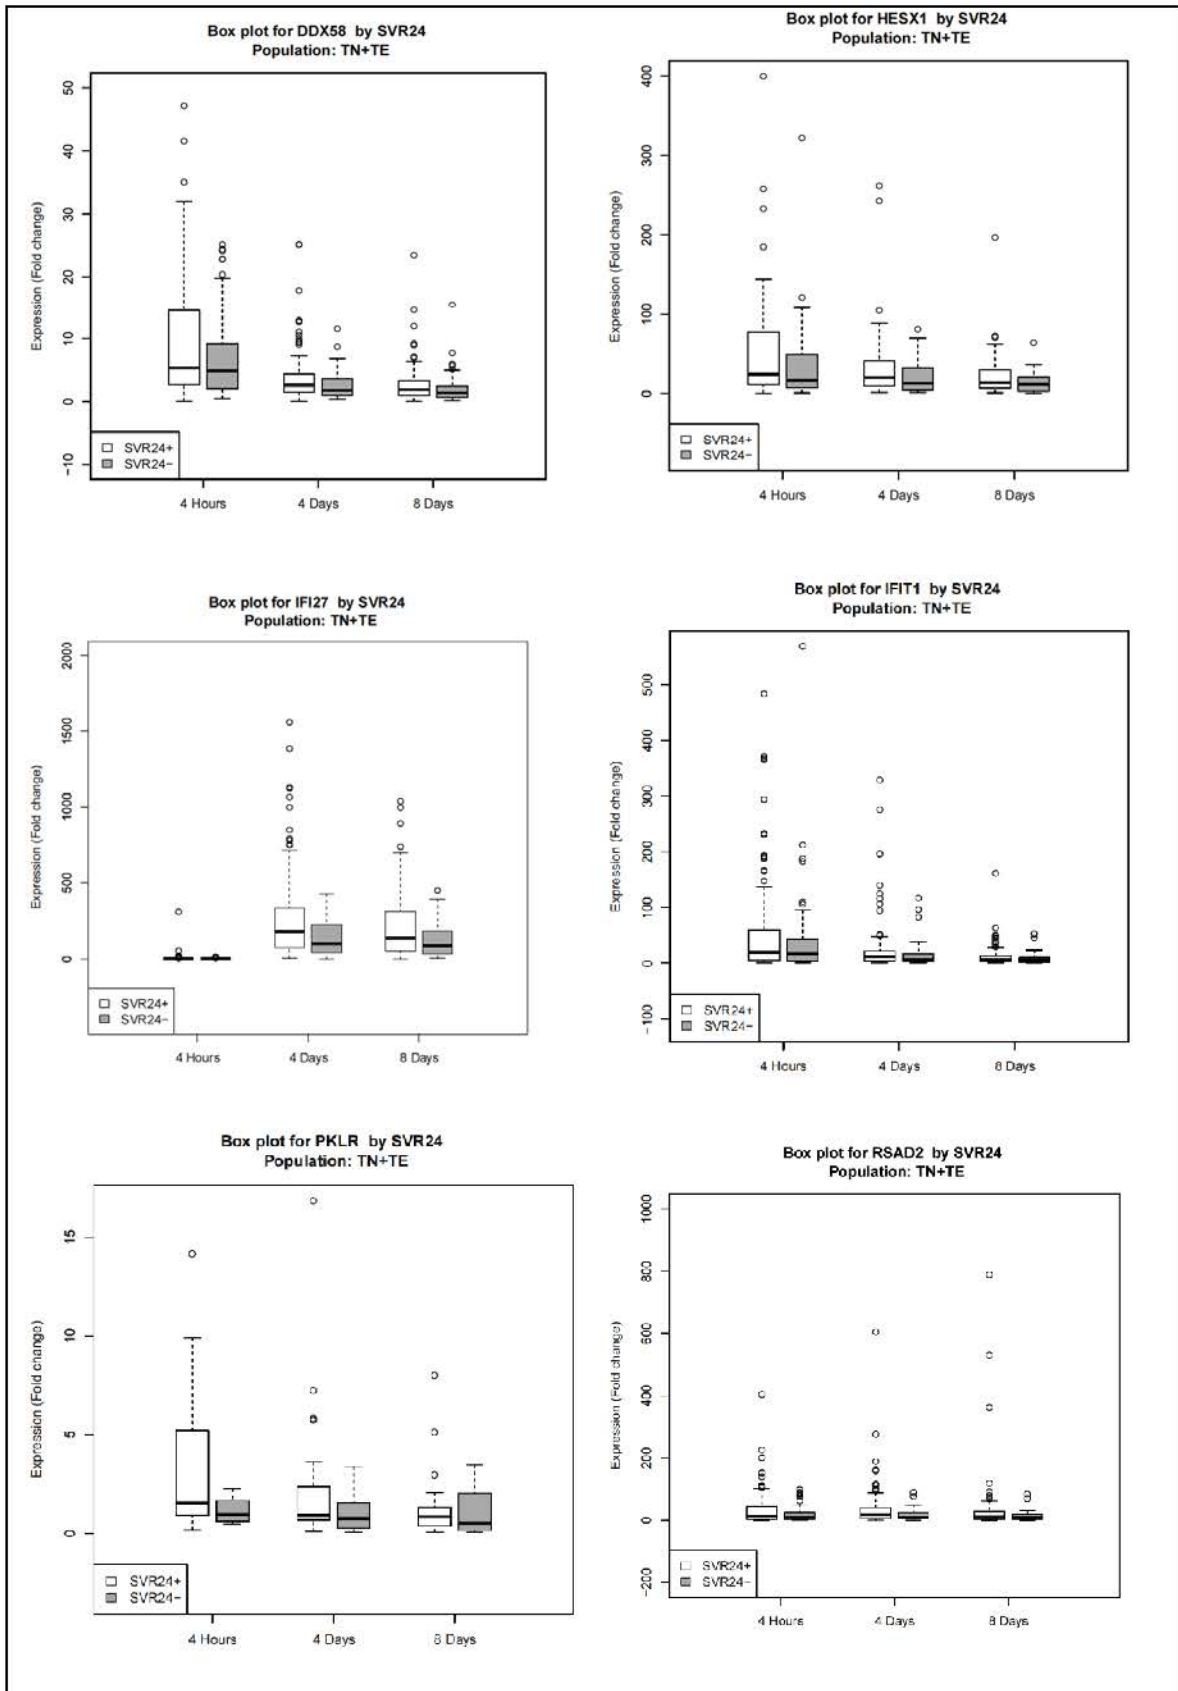 Box plot for DDX58 by SVR24
Population: TN+TE
Expression (Fold change)
50
40
30
20
10
0
−10
SVR24+
SVR24−
4 Hours
4 Days
8 Days
Box plot for HESX1 by SVR24
Population: TN+TE
Expression (Fold change)
400
300
200
100
0
SVR24+
SVR24−
4 Hours
4 Days
8 Days
Box plot for IFI27 by SVR24
Population: TN+TE
Expression (Fold change)
2000
1500
1000
500
0
SVR24+
SVR24−
4 Hours
4 Days
8 Days
Box plot for IFIT1 by SVR24
Population: TN+TE
Expression (Fold change)
500
400
300
200
100
0
−100
SVR24+
SVR24−
4 Hours
4 Days
8 Days
Box plot for PKLR by SVR24
Population: TN+TE
Expression (Fold change)
15
10
5
0
SVR24+
SVR24−
4 Hours
4 Days
8 Days
Box plot for RSAD2 by SVR24
Population: TN+TE
Expression (Fold change)
1000
800
600
400
200
0
−200
SVR24+
SVR24−
4 Hours
4 Days
8 Days